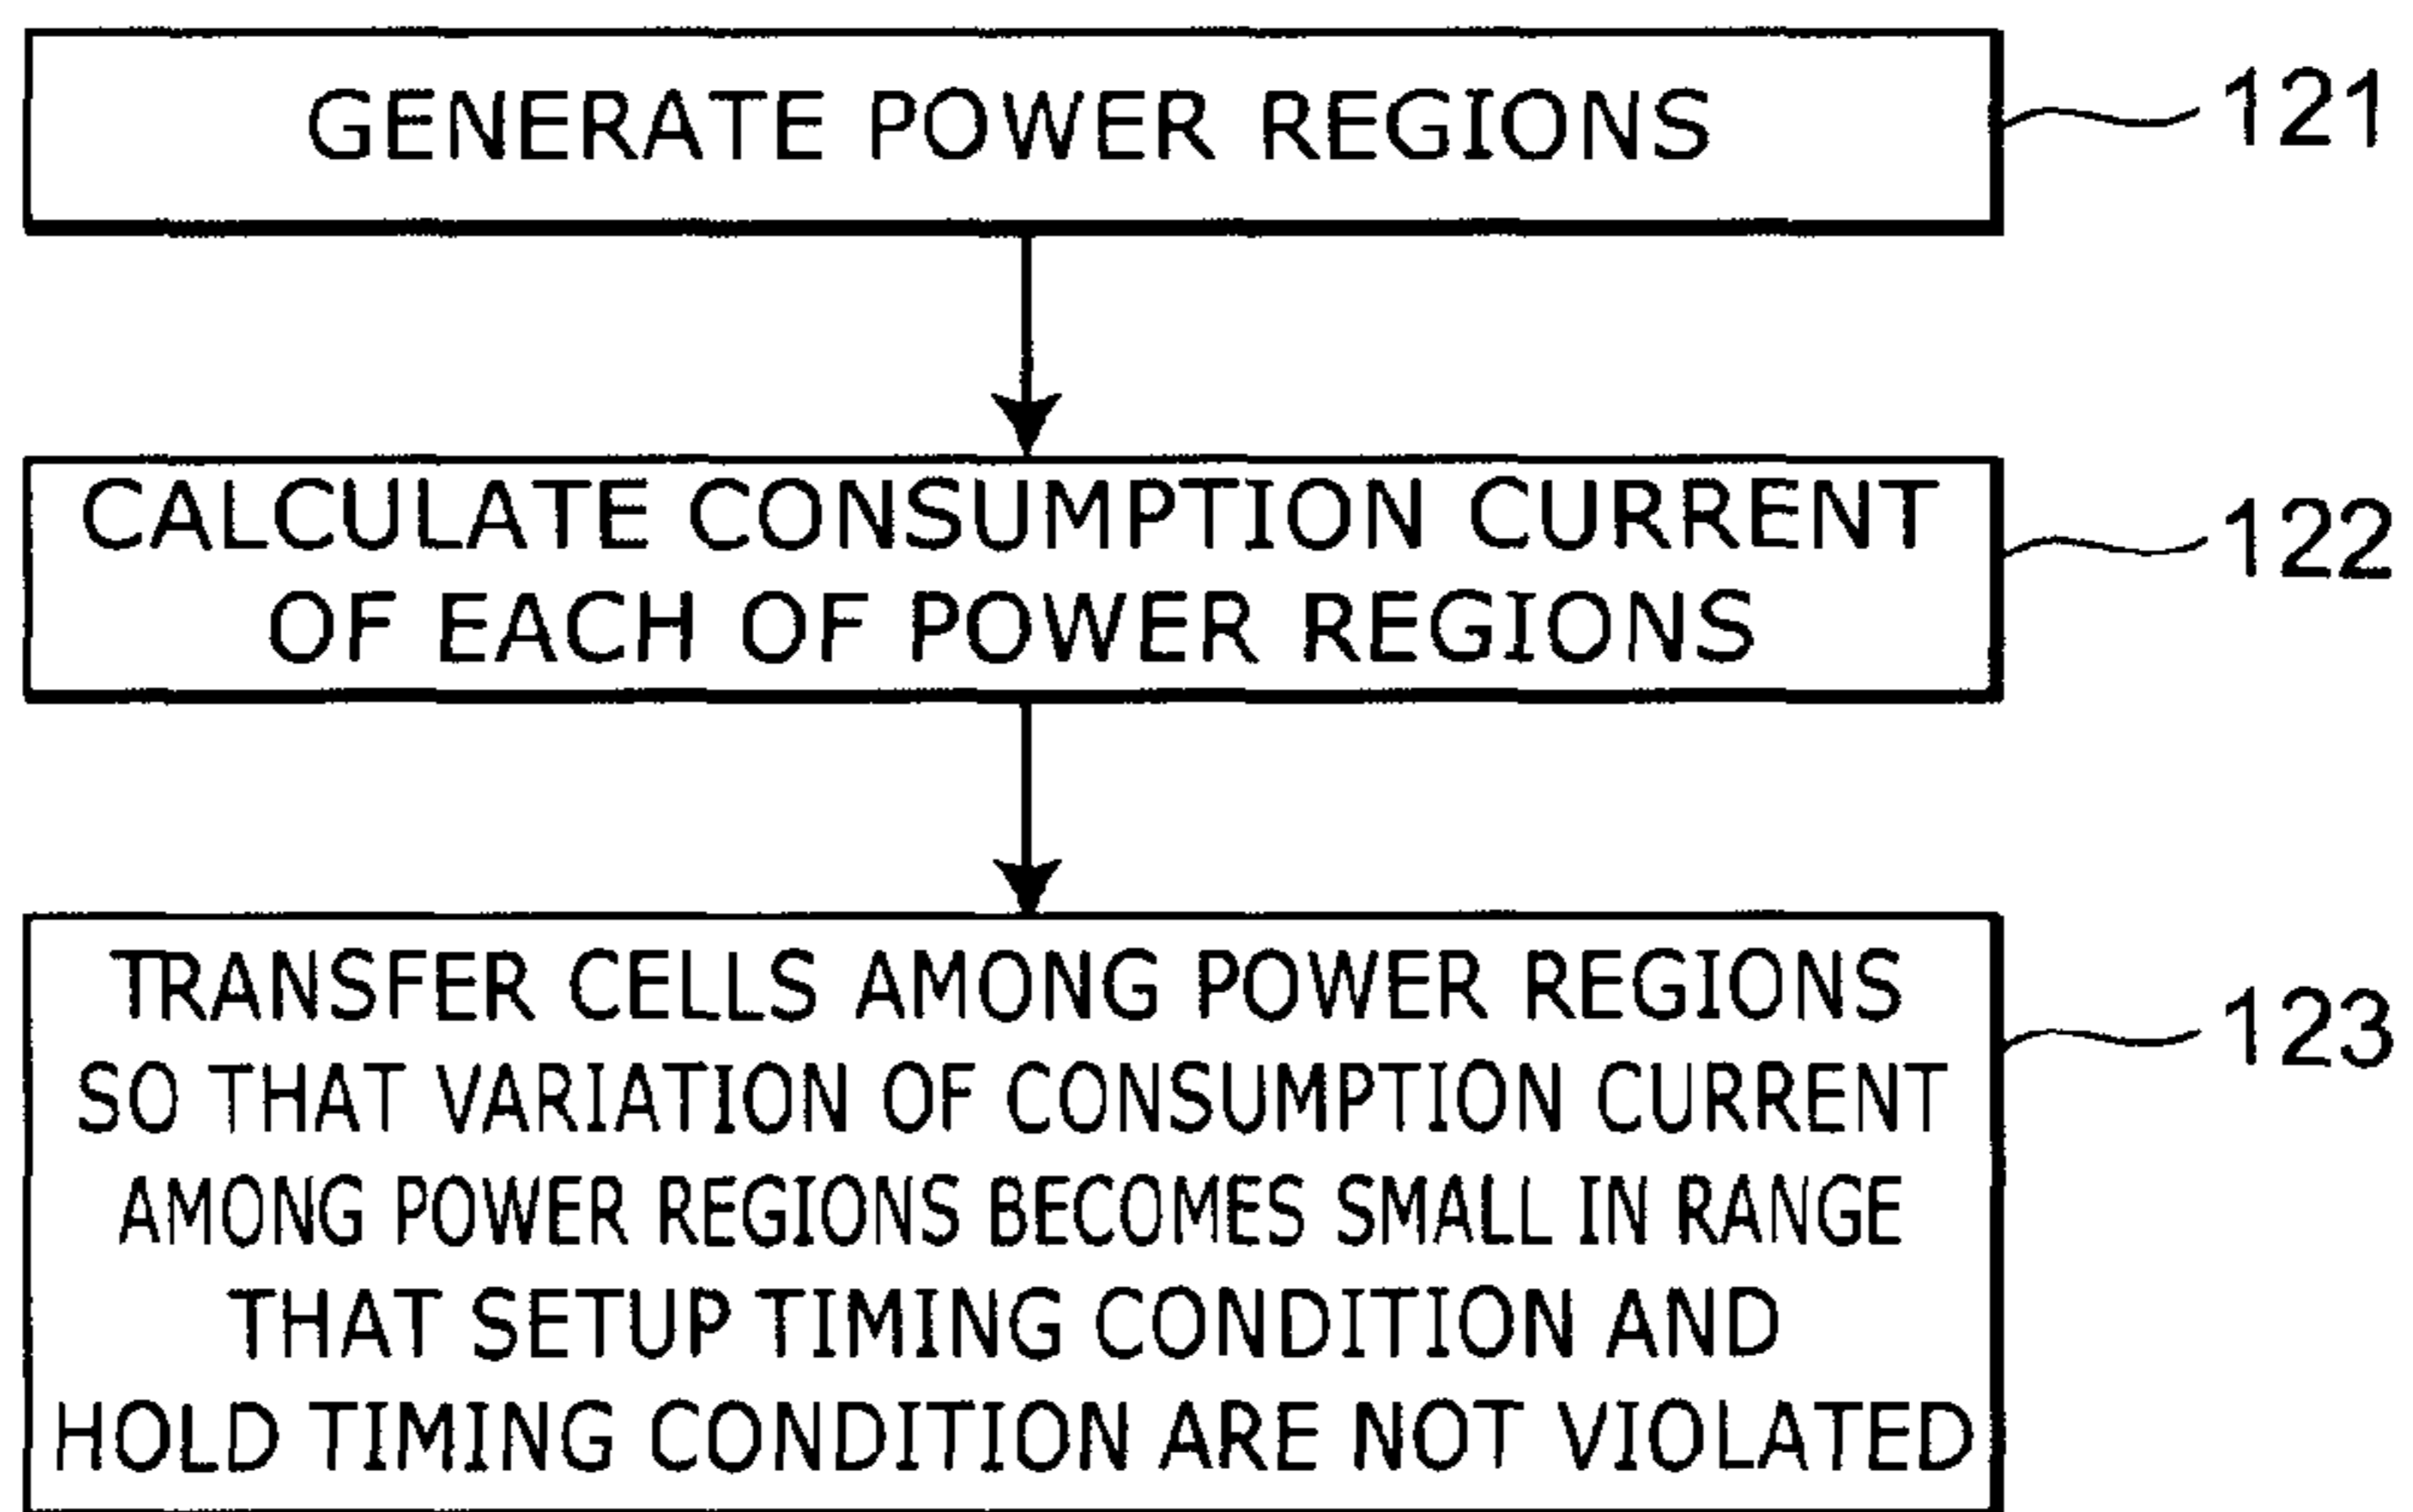 GENERATE POWER REGIONS
121
CALCULATE CONSUMPTION CURRENT
OF EACH OF POWER REGIONS
122
TRANSFER CELLS AMONG POWER REGIONS
SO THAT VARIATION OF CONSUMPTION CURRENT
AMONG POWER REGIONS BECOMES SMALL IN RANGE
THAT SETUP TIMING CONDITION AND
HOLD TIMING CONDITION ARE NOT VIOLATED
123